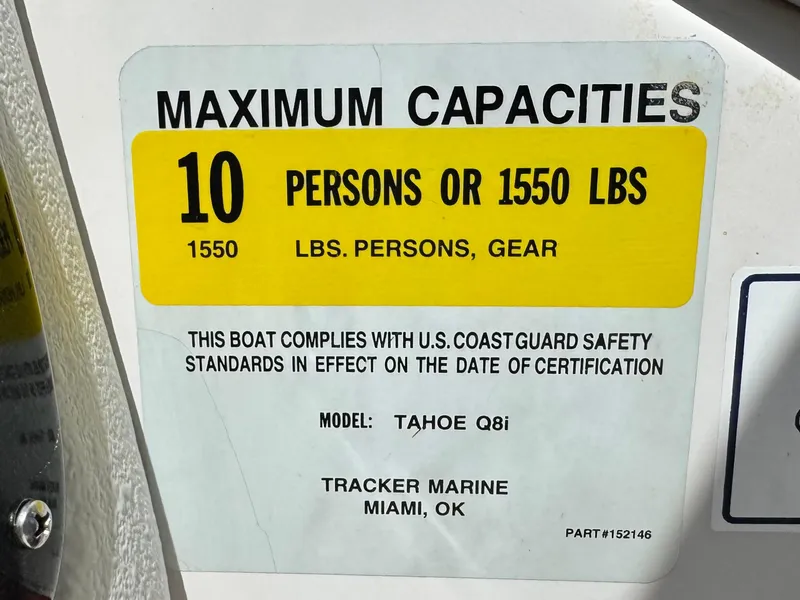 MAXIMUM CAPACITIES
10 PERSONS OR 1550 LBS
1550 LBS. PERSONS, GEAR
THIS BOAT COMPLIES WITH U.S. COAST GUARD SAFETY
STANDARDS IN EFFECT ON THE DATE OF CERTIFICATION
MODEL: TAHOE Q8i
TRACKER MARINE
MIAMI, OK
PART#152146